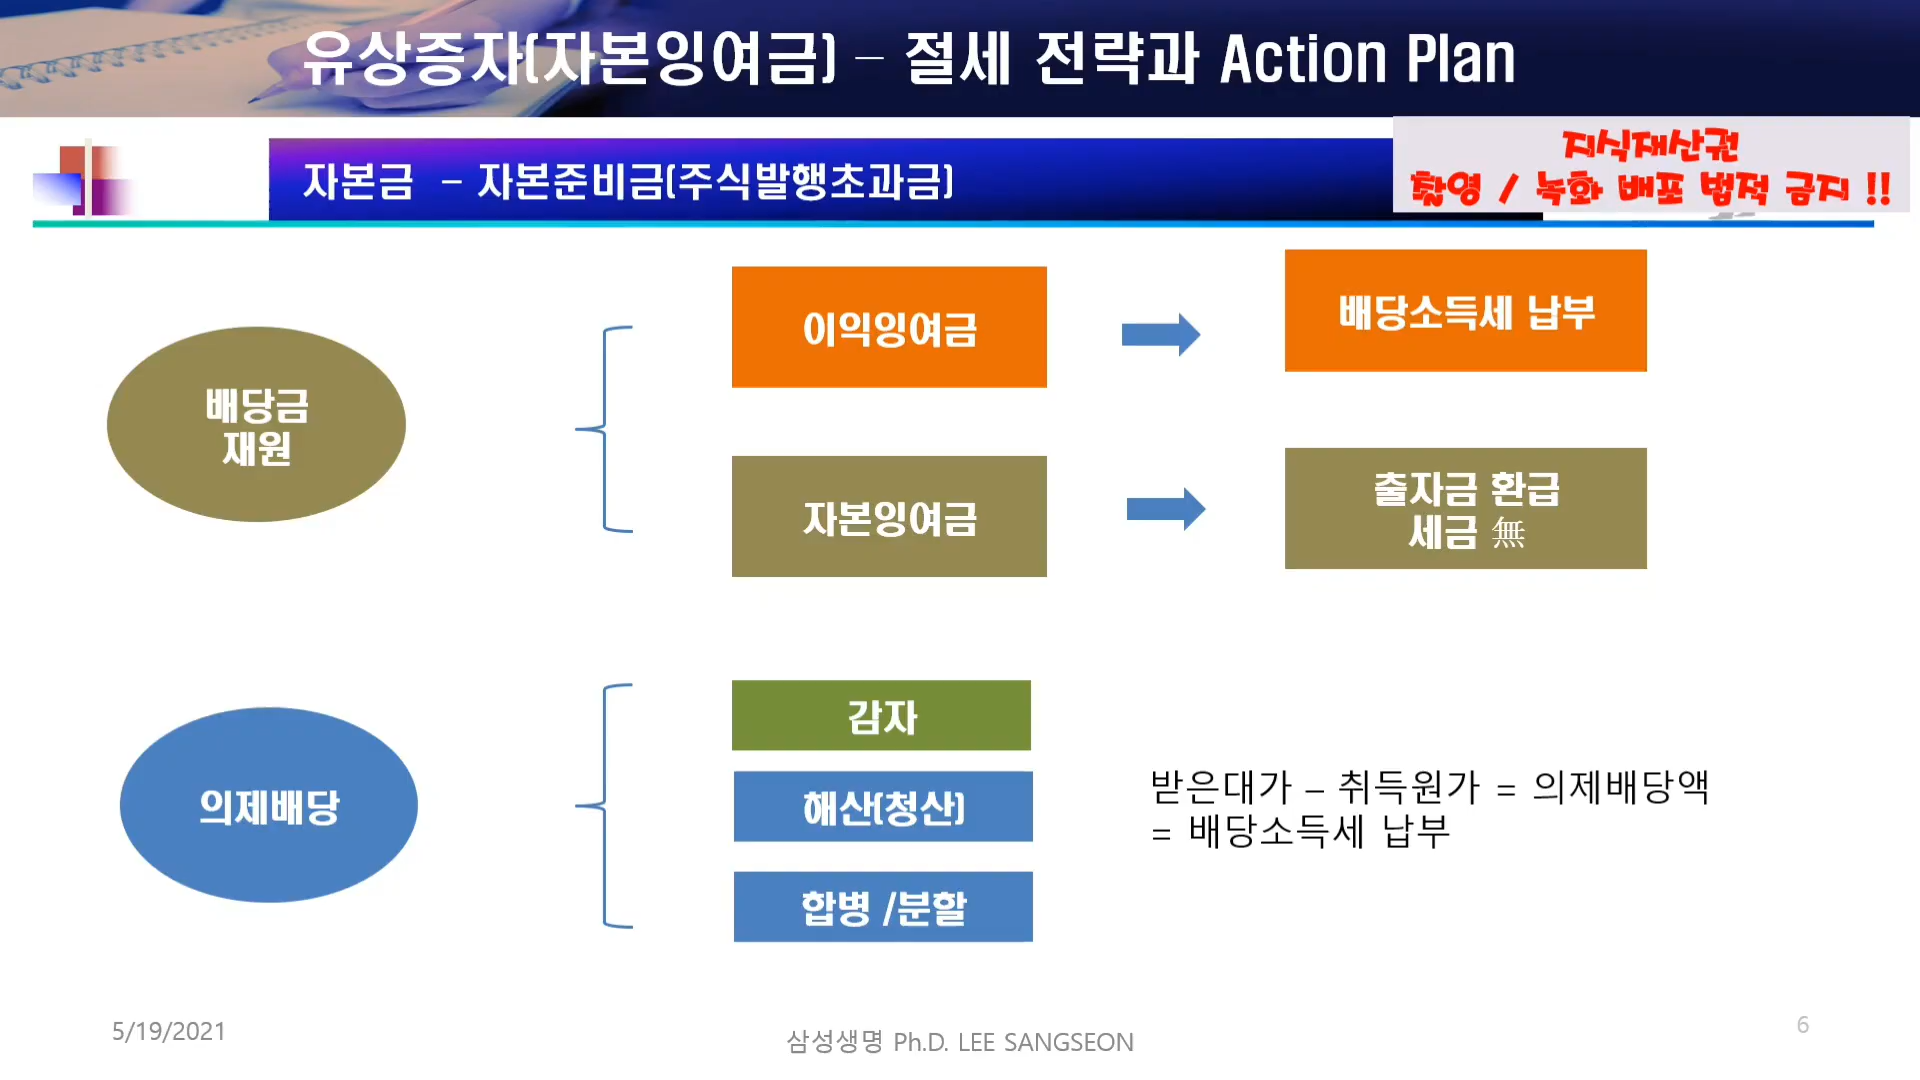 유상증자(자본잉여금) – 절세 전략과 Action Plan
자본금 – 자본준비금(주식발행초과금)
지식재산권
촬영 / 녹화 배포 법적 금지 !!
배당금
재원
이익잉여금
배당소득세 납부
자본잉여금
출자금 환급
세금 無
의제배당
감자
해산(청산)
합병 /분할
받은대가 – 취득원가 = 의제배당액
= 배당소득세 납부
5/19/2021
삼성생명 Ph.D. LEE SANGSEON
6